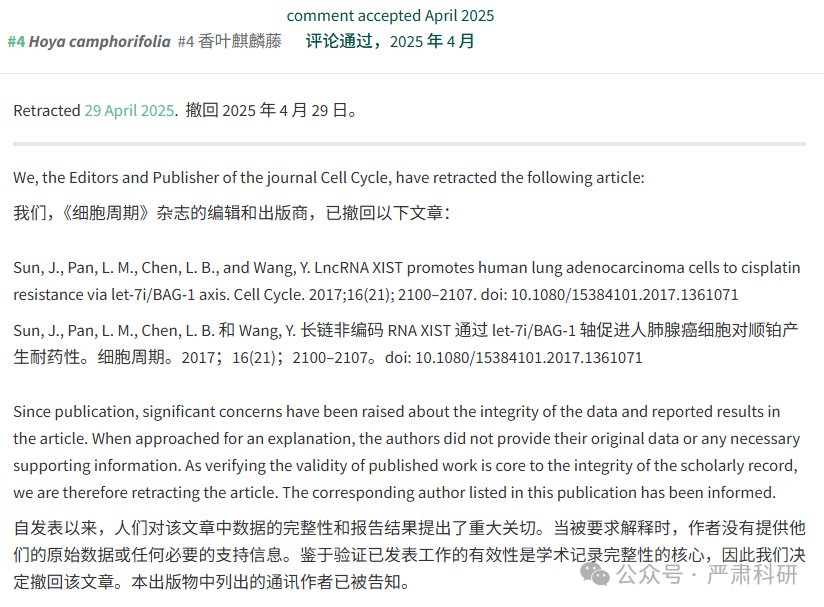 comment accepted April 2025
#4 Hoya camphorifolia #4 香叶麒麟藤 评论通过，2025 年 4 月
Retracted 29 April 2025. 撤回 2025 年 4 月 29 日。
We, the Editors and Publisher of the journal Cell Cycle, have retracted the following article:
我们，《细胞周期》杂志的编辑和出版商，已撤回以下文章：
Sun, J., Pan, L. M., Chen, L. B., and Wang, Y. LncRNA XIST promotes human lung adenocarcinoma cells to cisplatin
resistance via let-7i/BAG-1 axis. Cell Cycle. 2017;16(21); 2100–2107. doi: 10.1080/15384101.2017.1361071
Sun, J., Pan, L. M., Chen, L. B. 和 Wang, Y. 长链非编码 RNA XIST 通过 let-7i/BAG-1 轴促进人肺腺癌细胞对顺铂产
生耐药性。细胞周期。2017；16(21)；2100–2107。doi: 10.1080/15384101.2017.1361071
Since publication, significant concerns have been raised about the integrity of the data and reported results in
the article. When approached for an explanation, the authors did not provide their original data or any necessary
supporting information. As verifying the validity of published work is core to the integrity of the scholarly record,
we are therefore retracting the article. The corresponding author listed in this publication has been informed.
自发表以来，人们对该文章中数据的完整性和报告结果提出了重大关切。当被要求解释时，作者没有提供他
们的原始数据或任何必要的支持信息。鉴于验证已发表工作的有效性是学术记录完整性的核心，因此我们决
定撤回该文章。本出版物中列出的通讯作者已被告知。
公众号 · 严肃科研